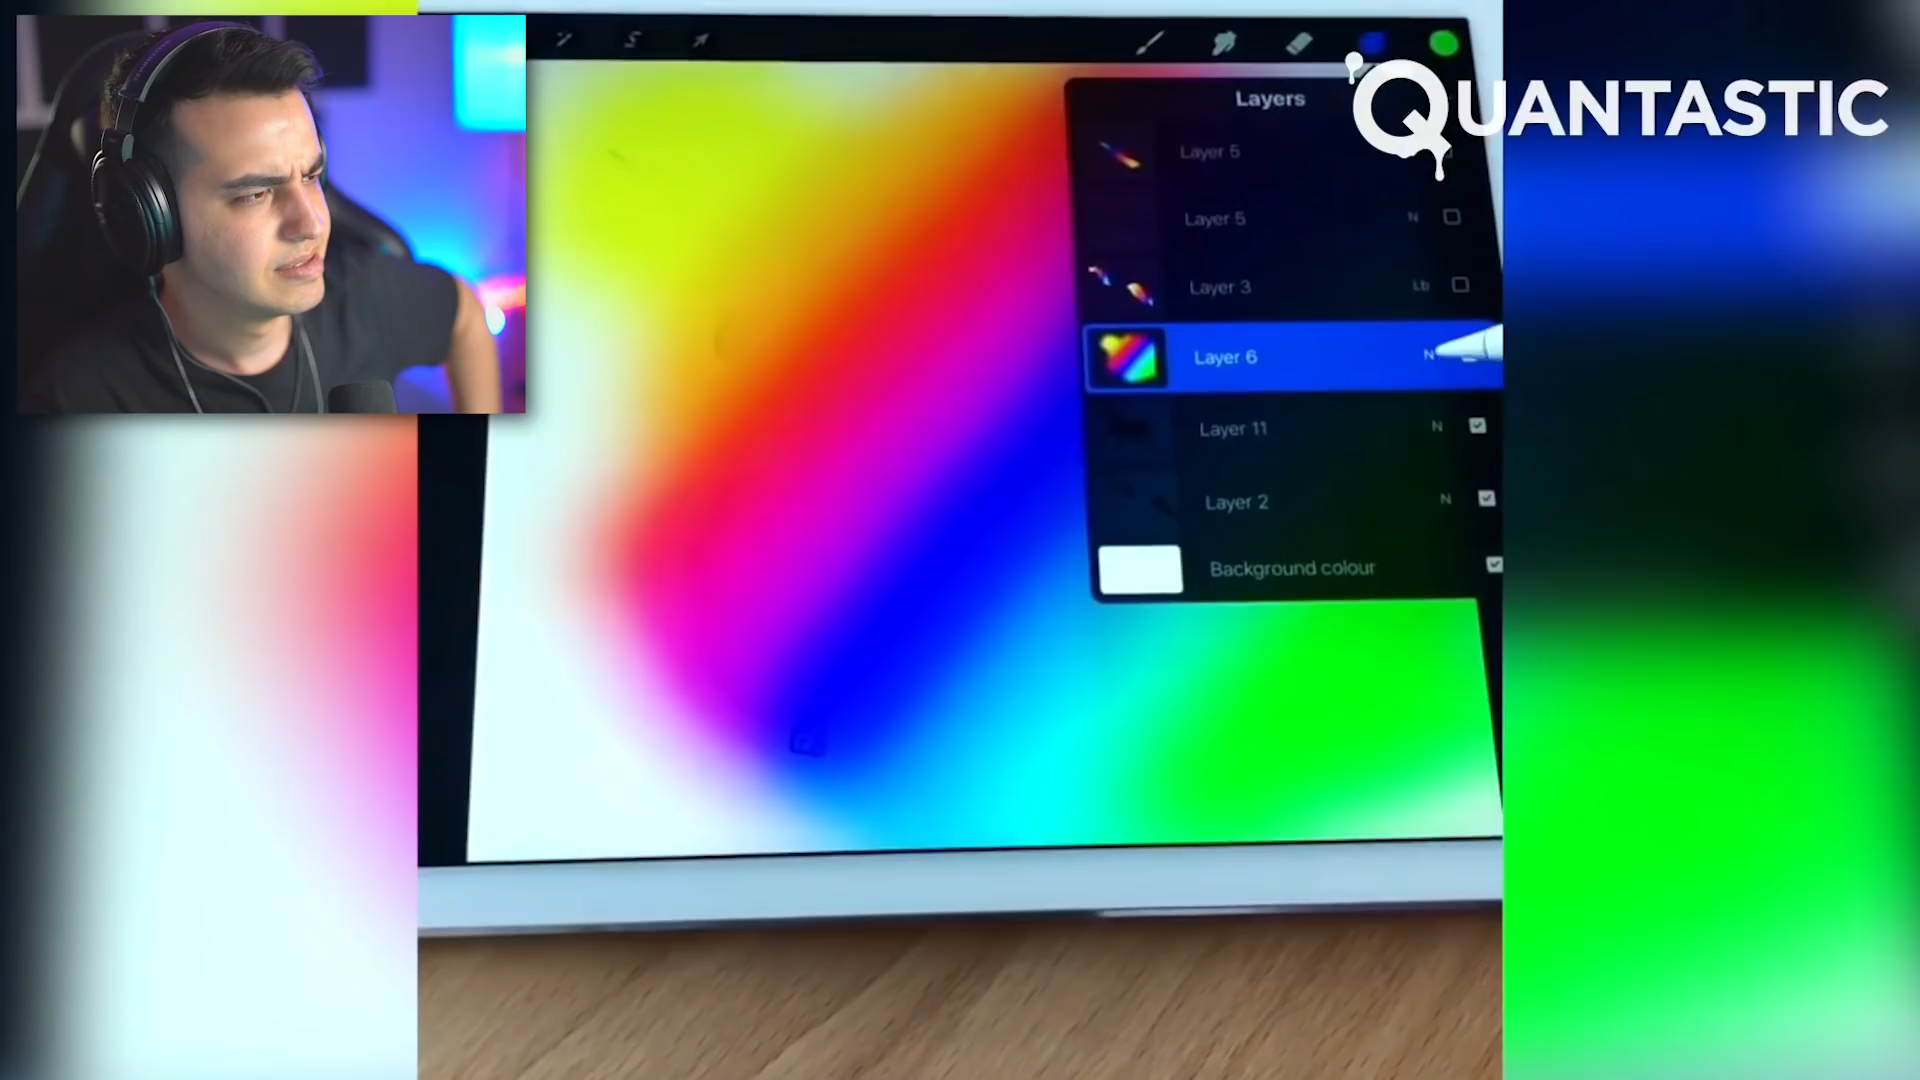 QUANTASTIC
Layers
Layer 5
Layer 5 N
Layer 3 Lb
Layer 6 N
Layer 11 N
Layer 2 N
Background colour